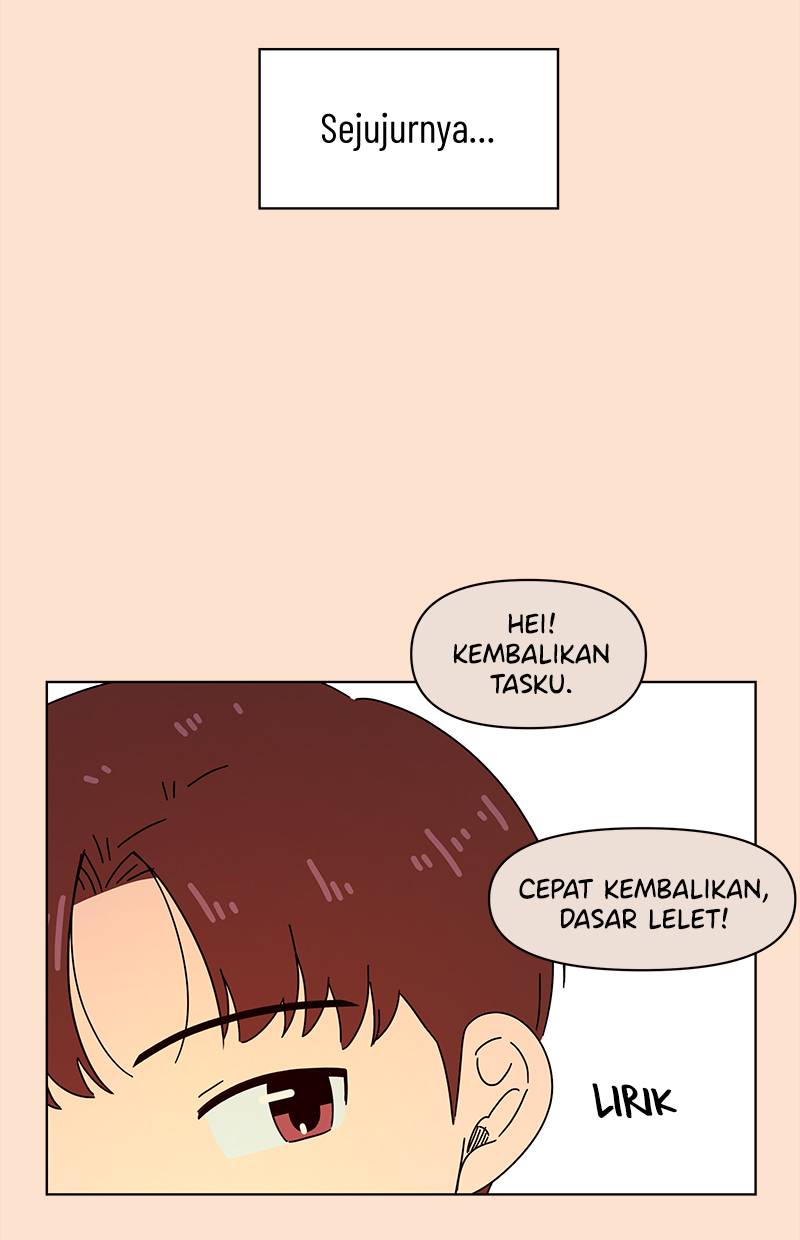 Sejujurnya...
HEI!
KEMBALIKAN
TASKU.
CEPAT KEMBALIKAN,
DASAR LELET!
LIRIK